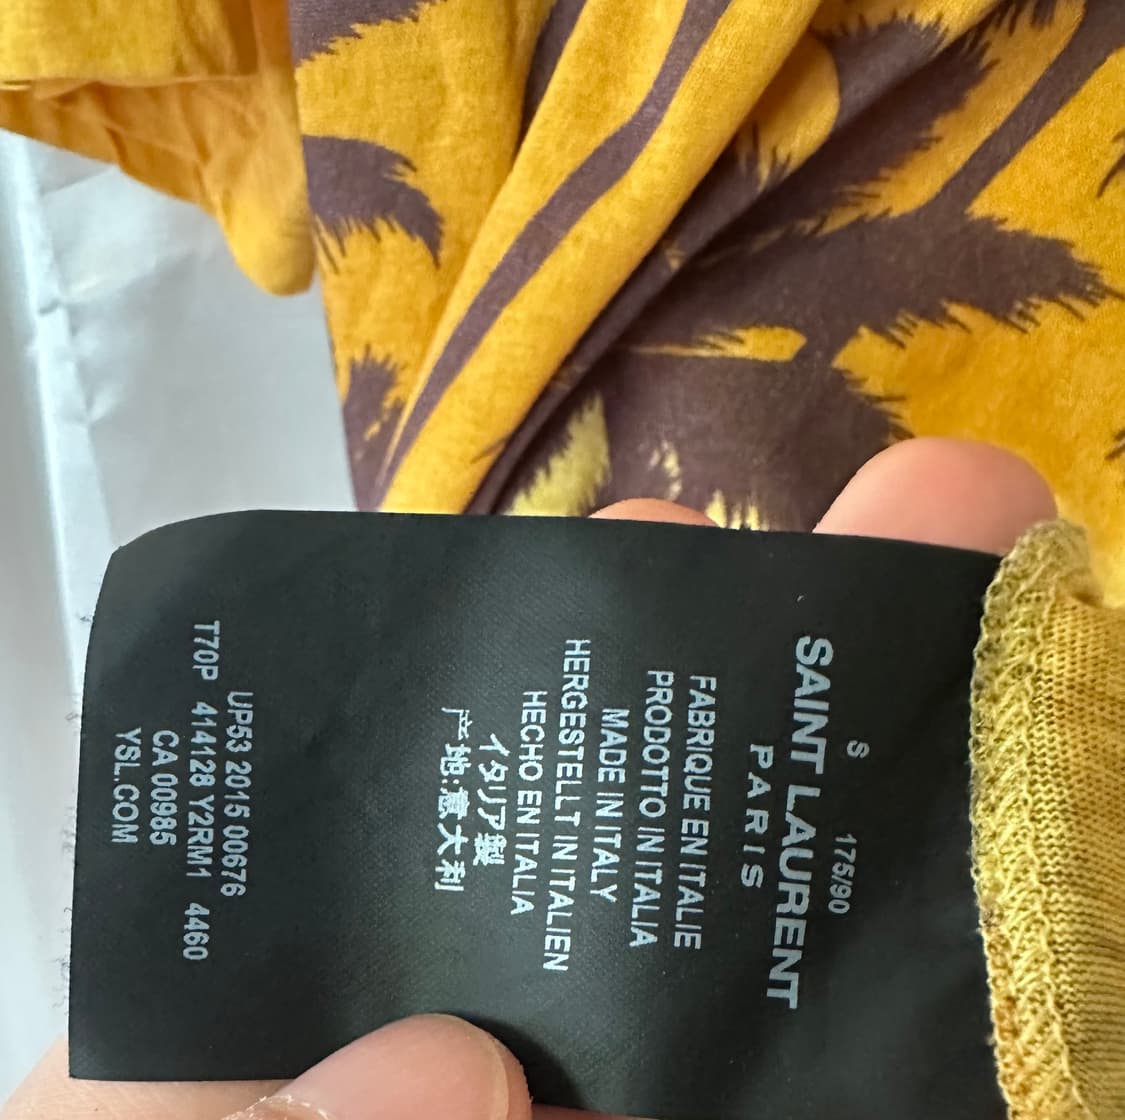 S 175/90
SAINT LAURENT
PARIS
FABRIQUE EN ITALIE
PRODOTTO IN ITALIA
MADE IN ITALY
HERGESTELLT IN ITALIEN
HECHO EN ITALIA
イタリア製
产地:意大利
UP53 2015 00676
T70P 414128 Y2RM1 4460
CA 00985
YSL.COM